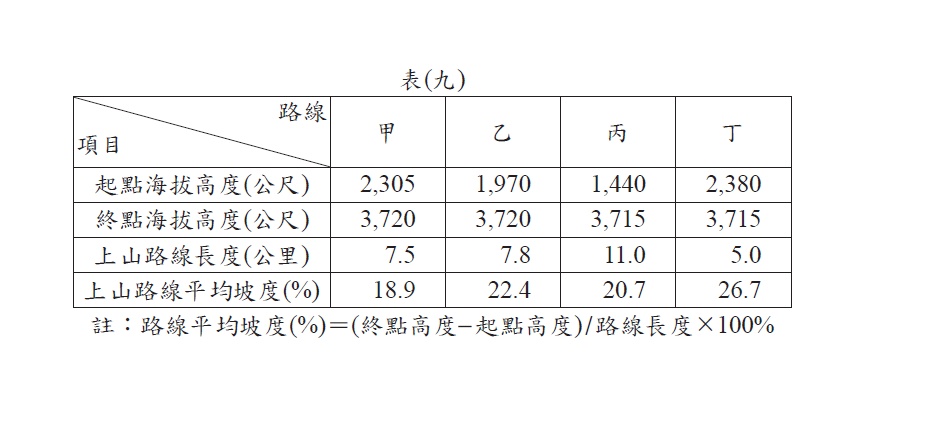 表(九)
路線
項目
甲 乙 丙 丁
起點海拔高度(公尺) 2,305 1,970 1,440 2,380
終點海拔高度(公尺) 3,720 3,720 3,715 3,715
上山路線長度(公里) 7.5 7.8 11.0 5.0
上山路線平均坡度(%) 18.9 22.4 20.7 26.7
註：路線平均坡度(%)＝(終點高度−起點高度)/路線長度×100%